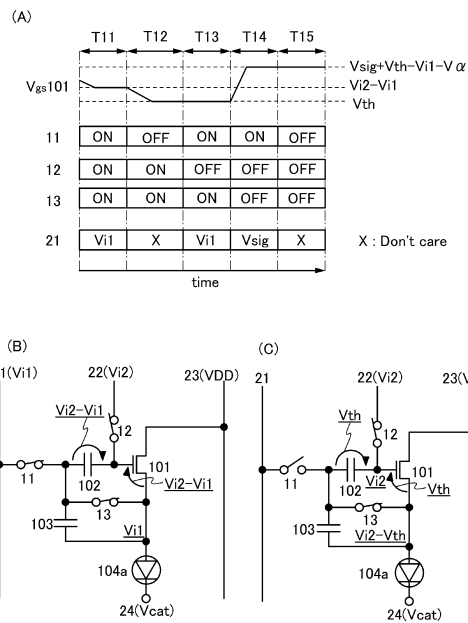 (A)
T11 T12 T13 T14 T15
Vsig+Vth-Vi1-Vα
Vgs101
Vi2-Vi1
Vth
11 ON OFF ON ON OFF
12 ON ON OFF OFF OFF
13 ON ON ON OFF OFF
21 Vi1 X Vi1 Vsig X X : Don't care
time
(B)
1(Vi1) 22(Vi2) 23(VDD)
Vi2-Vi1
12
101
11 102 Vi2-Vi1
13
103 Vi1
104a
24(Vcat)
(C)
21 22(Vi2) 23(V
Vth
12
101
11 102 Vi2 Vth
13
103 Vi2-Vth
104a
24(Vcat)